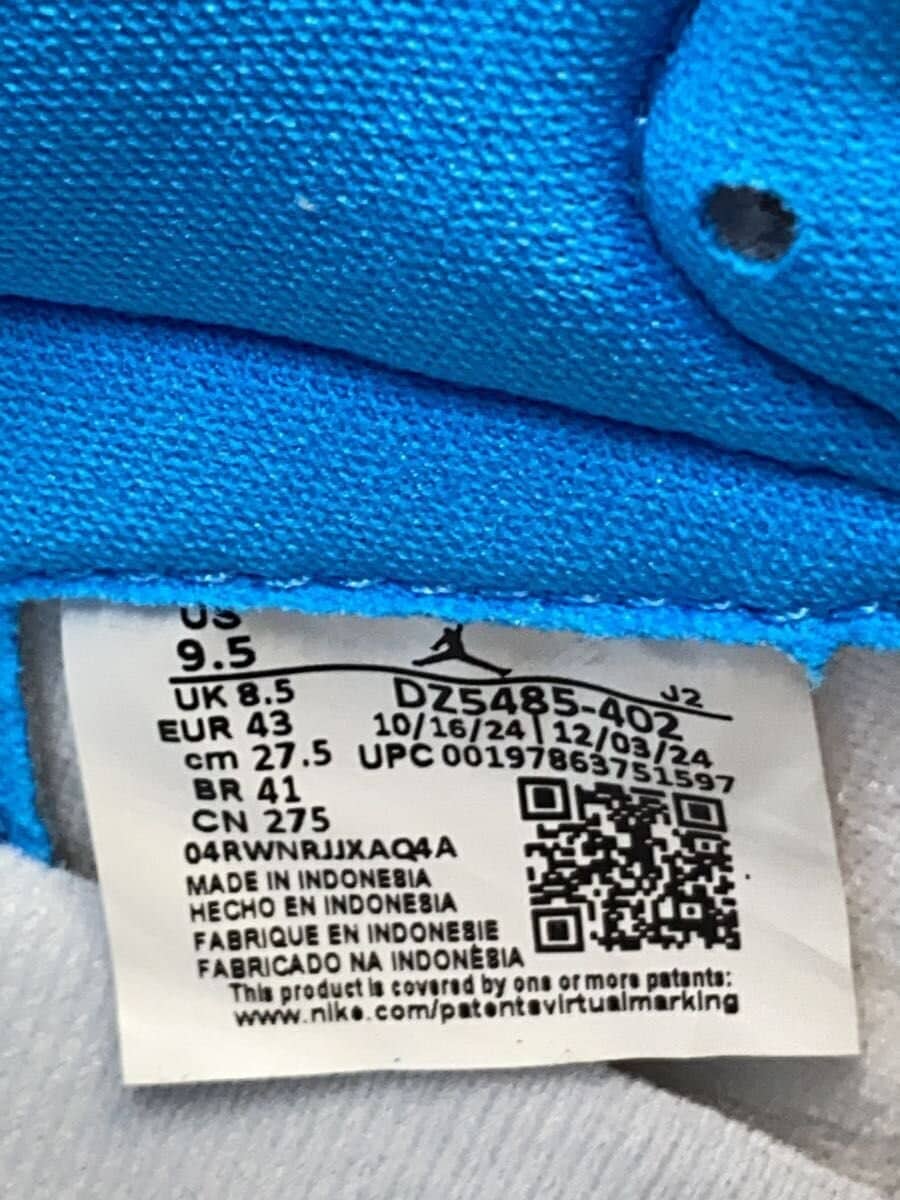 US
9.5
J2
UK 8.5 DZ5485-402
EUR 43 10/16/24 | 12/03/24
cm 27.5 UPC 00197863751597
BR 41
CN 275
04RWNRJJXAQ4A
MADE IN INDONESIA
HECHO EN INDONESIA
FABRIQUE EN INDONESIE
FABRICADO NA INDONÉSIA
This product is covered by one or more patents:
www.nike.com/patentsvirtualmarking